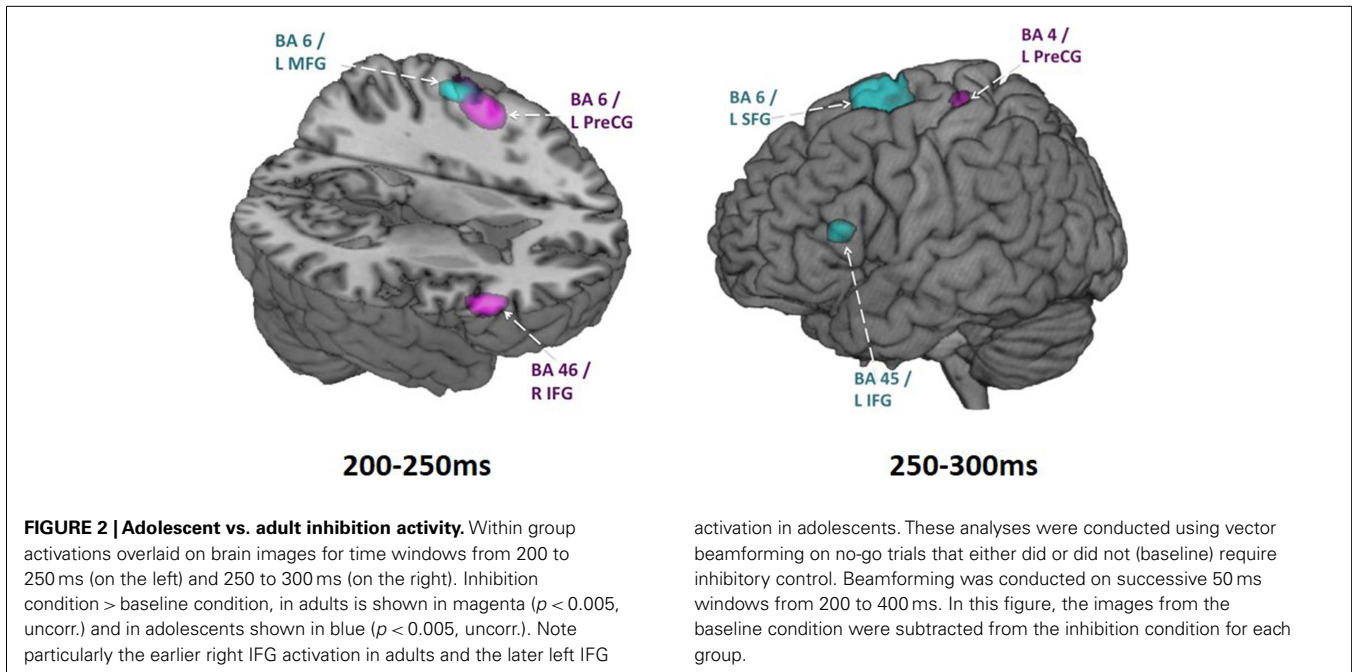 BA 6 /
L MFG
BA 6 /
L PreCG
BA 46 /
R IFG
200-250ms
BA 4 /
L PreCG
BA 6 /
L SFG
BA 45 /
L IFG
250-300ms
FIGURE 2 | Adolescent vs. adult inhibition activity. Within group
activations overlaid on brain images for time windows from 200 to
250 ms (on the left) and 250 to 300 ms (on the right). Inhibition
condition > baseline condition, in adults is shown in magenta (p < 0.005,
uncorr.) and in adolescents shown in blue (p < 0.005, uncorr.). Note
particularly the earlier right IFG activation in adults and the later left IFG
activation in adolescents. These analyses were conducted using vector
beamforming on no-go trials that either did or did not (baseline) require
inhibitory control. Beamforming was conducted on successive 50 ms
windows from 200 to 400 ms. In this figure, the images from the
baseline condition were subtracted from the inhibition condition for each
group.